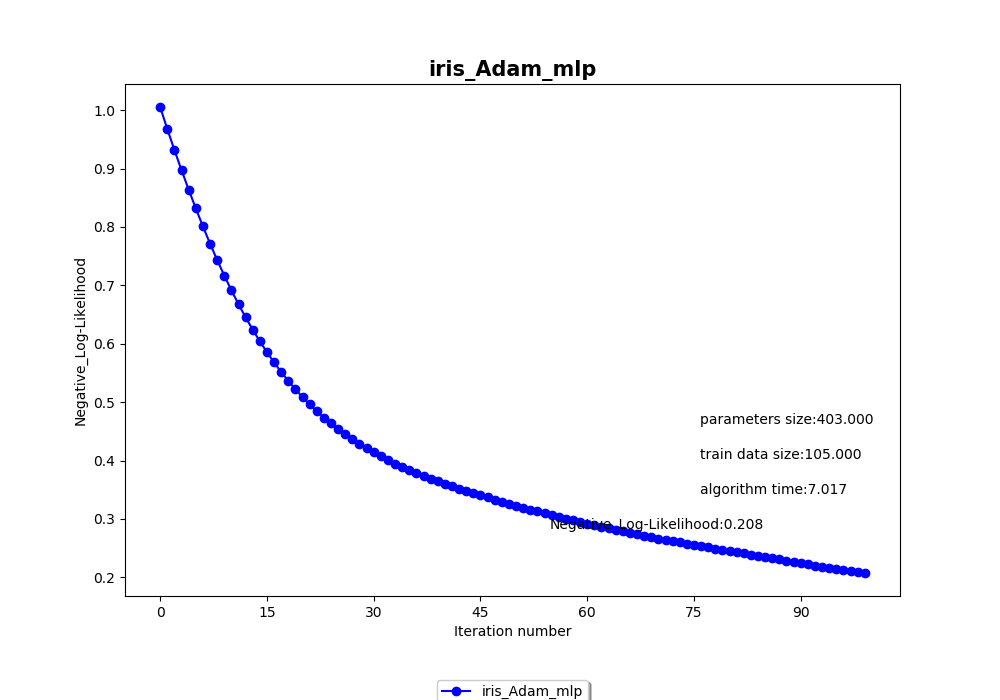 iris_Adam_mlp
1.0
0.9
0.8
0.7
0.6
0.5
0.4
0.3
0.2
Negative_Log-Likelihood
parameters size:403.000
train data size:105.000
algorithm time:7.017
Negative_Log-Likelihood:0.208
0 15 30 45 60 75 90
Iteration number
iris_Adam_mlp